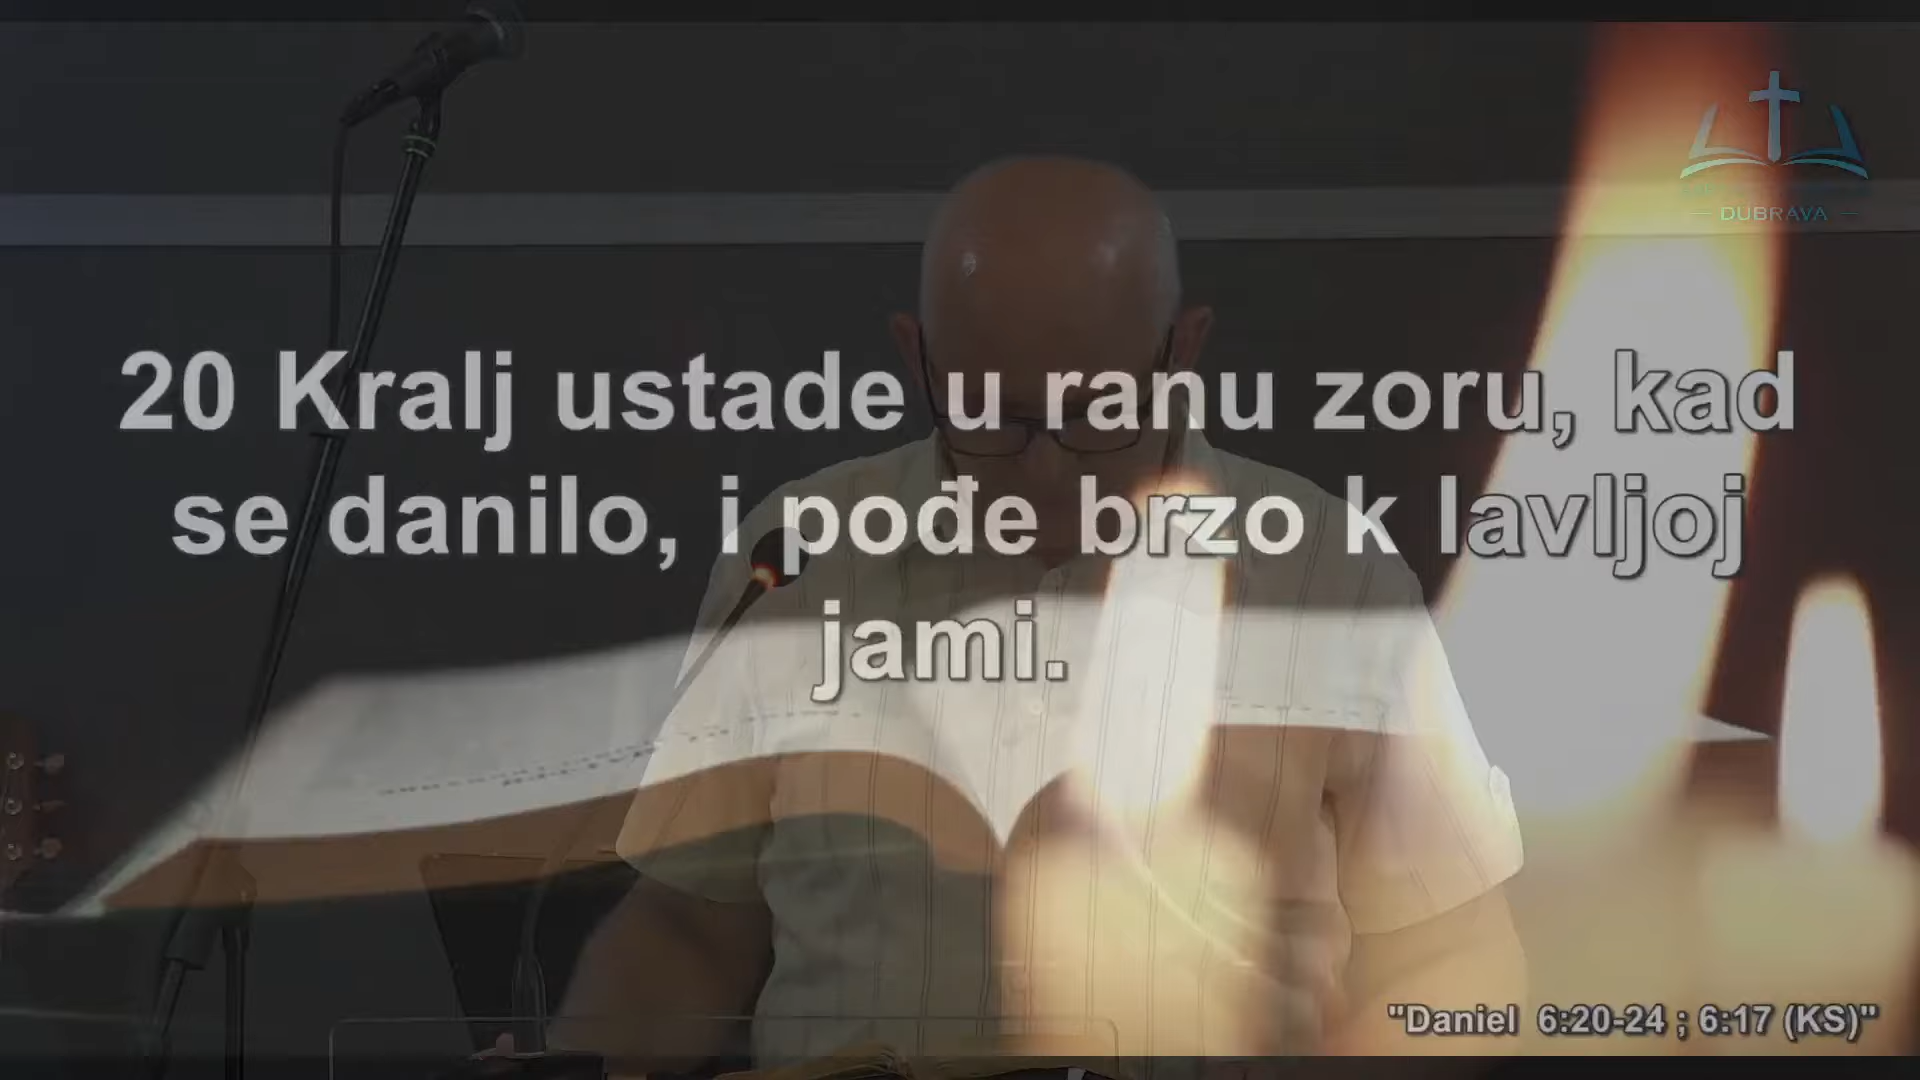 DUBRAVA
20 Kralj ustade u ranu zoru, kad
se danilo, i pođe brzo k lavljoj
jami.
"Daniel 6:20-24 ; 6:17 (KS)"